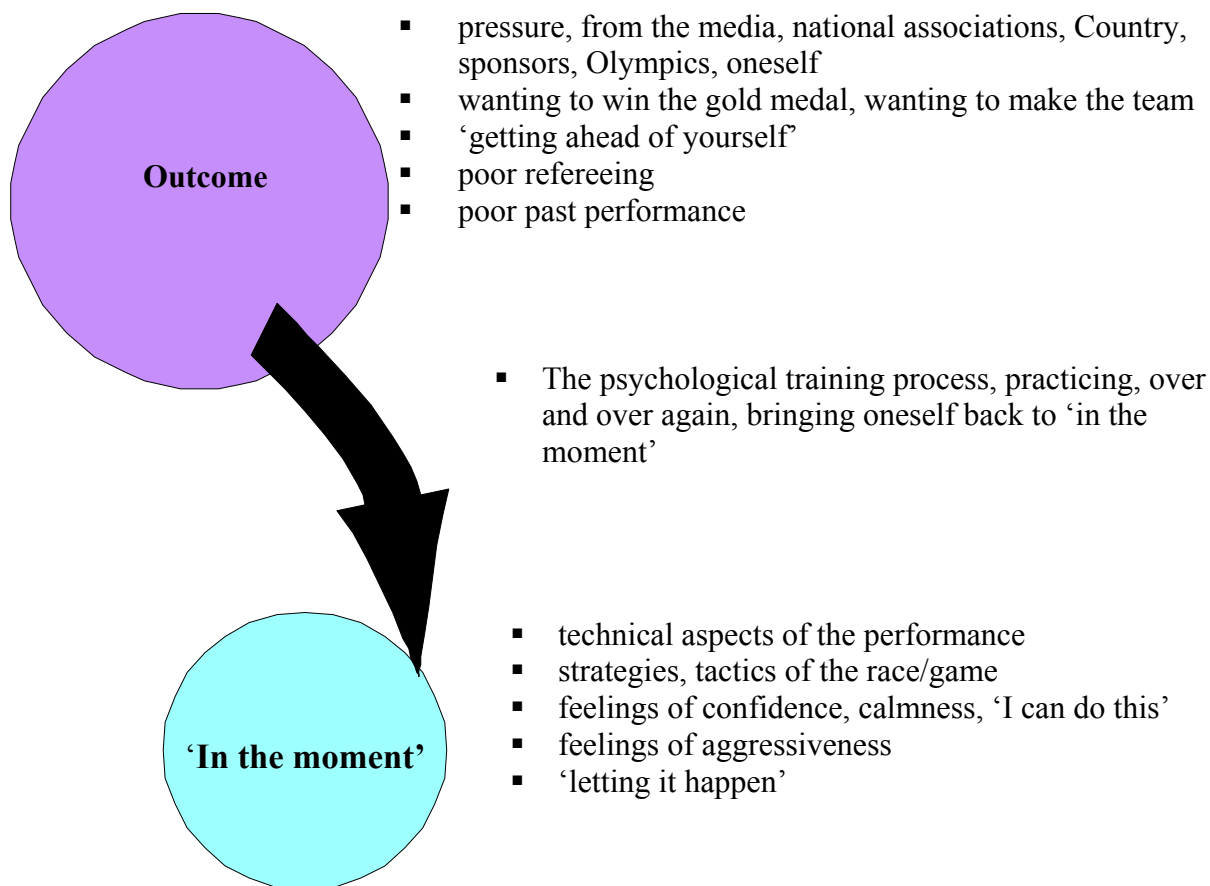 ▪ pressure, from the media, national associations, Country,
sponsors, Olympics, oneself
▪ wanting to win the gold medal, wanting to make the team
▪ ‘getting ahead of yourself’
▪ poor refereeing
▪ poor past performance
Outcome
▪ The psychological training process, practicing, over
and over again, bringing oneself back to ‘in the
moment’
▪ technical aspects of the performance
▪ strategies, tactics of the race/game
▪ feelings of confidence, calmness, ‘I can do this’
▪ feelings of aggressiveness
▪ ‘letting it happen’
‘In the moment’